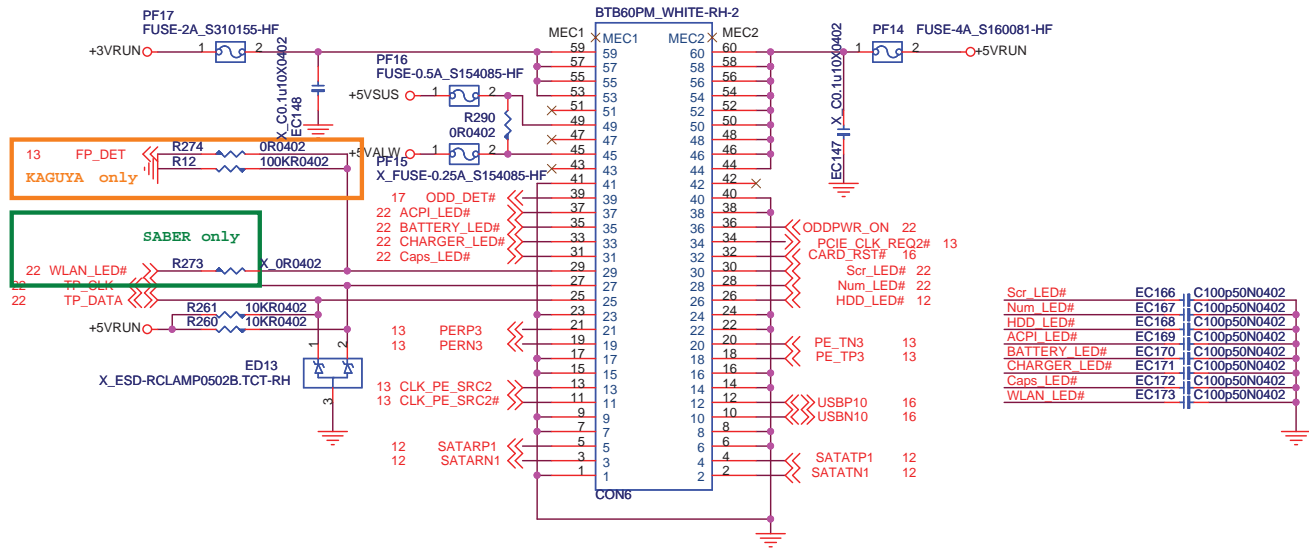 BTB60PM_WHITE-RH-2
PF17
FUSE-2A_S310155-HF
+3VRUN 1 2
X_C0.1u10X0402
EC148
PF16
FUSE-0.5A_S154085-HF
+5VSUS 1 2
R290
0R0402
+5VALW 1 2
PF15
X_FUSE-0.25A_S154085-HF
PF14 FUSE-4A_S160081-HF
1 2 +5VRUN
X_C0.1u10X0402
EC147
13 FP_DET R274 0R0402
R12 100KR0402
KAGUYA only
SABER only
22 WLAN_LED# R273 X_0R0402
22 TP_CLK
22 TP_DATA
R261 10KR0402
+5VRUN R260 10KR0402
1 2
ED13
X_ESD-RCLAMP0502B.TCT-RH
3
MEC1 MEC1 MEC2 MEC2
59 59 60 60
57 57 58 58
55 55 56 56
53 53 54 54
51 51 52 52
49 49 50 50
47 47 48 48
45 45 46 46
43 43 44 44
41 41 42 42
17 ODD_DET# 39 39 40 40
22 ACPI_LED# 37 37 38 38
22 BATTERY_LED# 35 35 36 36 ODDPWR_ON 22
22 CHARGER_LED# 33 33 34 34 PCIE_CLK_REQ2# 13
22 Caps_LED# 31 31 32 32 CARD_RST# 16
29 29 30 30 Scr_LED# 22
27 27 28 28 Num_LED# 22
25 25 26 26 HDD_LED# 12
23 23 24 24
13 PERP3 21 21 22 22
13 PERN3 19 19 20 20 PE_TN3 13
17 17 18 18 PE_TP3 13
15 15 16 16
13 CLK_PE_SRC2 13 13 14 14
13 CLK_PE_SRC2# 11 11 12 12 USBP10 16
9 9 10 10 USBN10 16
7 7 8 8
12 SATARP1 5 5 6 6
12 SATARN1 3 3 4 4 SATATP1 12
1 1 2 2 SATATN1 12
CON6
Scr_LED# EC166 C100p50N0402
Num_LED# EC167 C100p50N0402
HDD_LED# EC168 C100p50N0402
ACPI_LED# EC169 C100p50N0402
BATTERY_LED# EC170 C100p50N0402
CHARGER_LED# EC171 C100p50N0402
Caps_LED# EC172 C100p50N0402
WLAN_LED# EC173 C100p50N0402